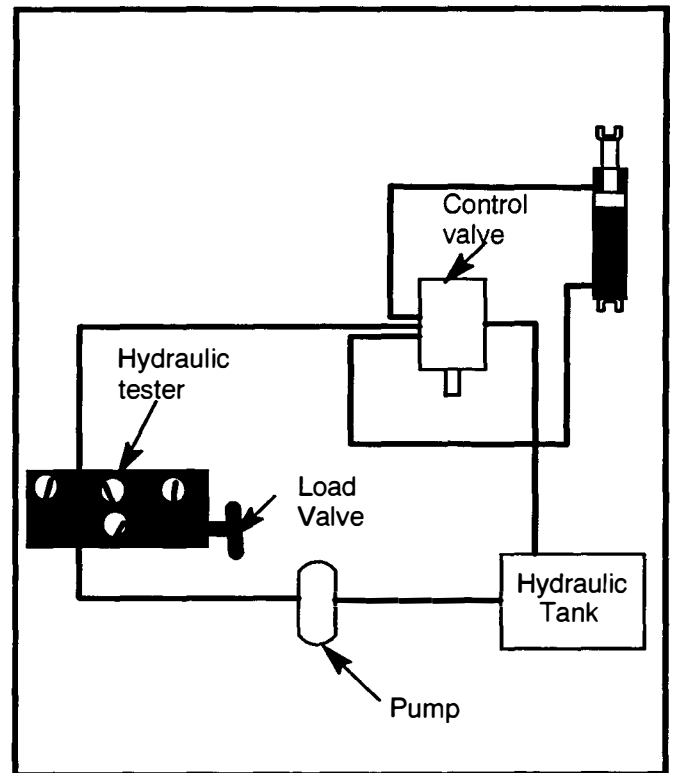 Control
valve
Hydraulic
tester
Load
Valve
Hydraulic
Tank
Pump